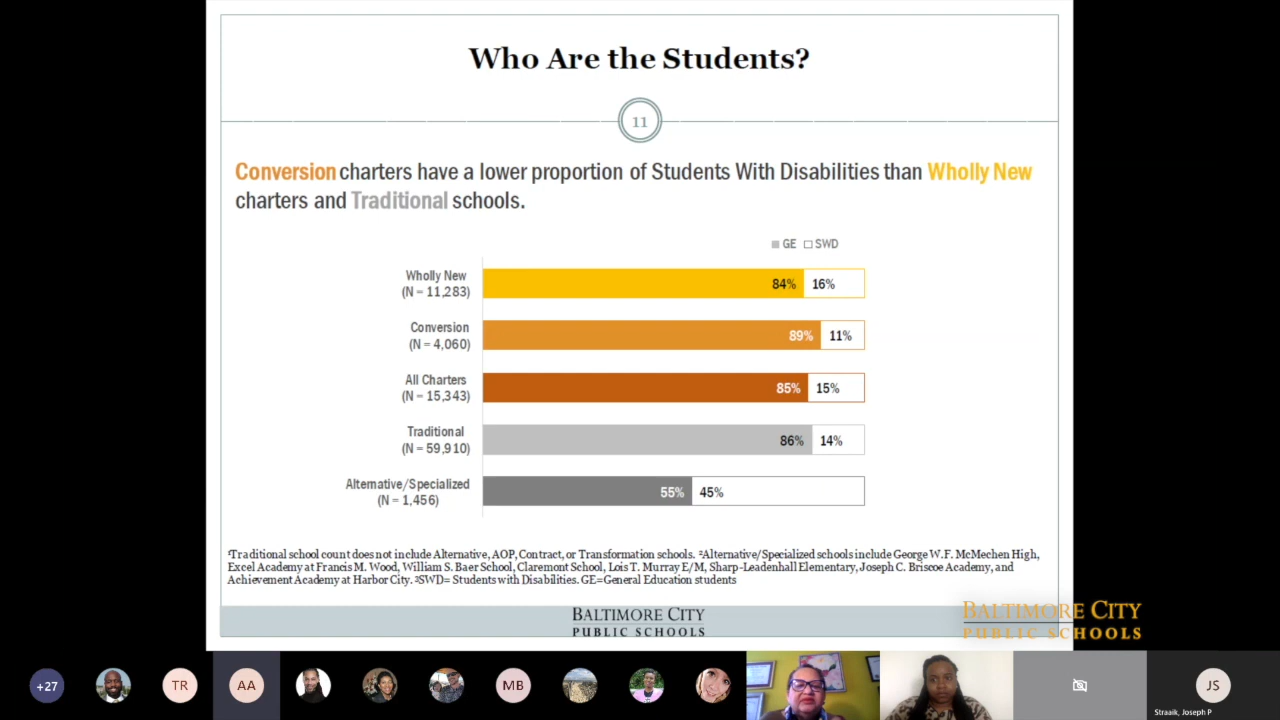 Who Are the Students?
11
Conversion charters have a lower proportion of Students With Disabilities than Wholly New
charters and Traditional schools.
GE SWD
Wholly New
(N = 11,283)
84% 16%
Conversion
(N = 4,060)
89% 11%
All Charters
(N = 15,343)
85% 15%
Traditional
(N = 59,910)
86% 14%
Alternative/Specialized
(N = 1,456)
55% 45%
¹Traditional school count does not include Alternative, AOP, Contract, or Transformation schools. ²Alternative/Specialized schools include George W.F. McMechen High,
Excel Academy at Francis M. Wood, William S. Baer School, Claremont School, Lois T. Murray E/M, Sharp-Leadenhall Elementary, Joseph C. Briscoe Academy, and
Achievement Academy at Harbor City. ³SWD= Students with Disabilities. GE=General Education students
BALTIMORE CITY
PUBLIC SCHOOLS
BALTIMORE CITY
PUBLIC SCHOOLS
+27
TR
AA
MB
JS
Straaik, Joseph P